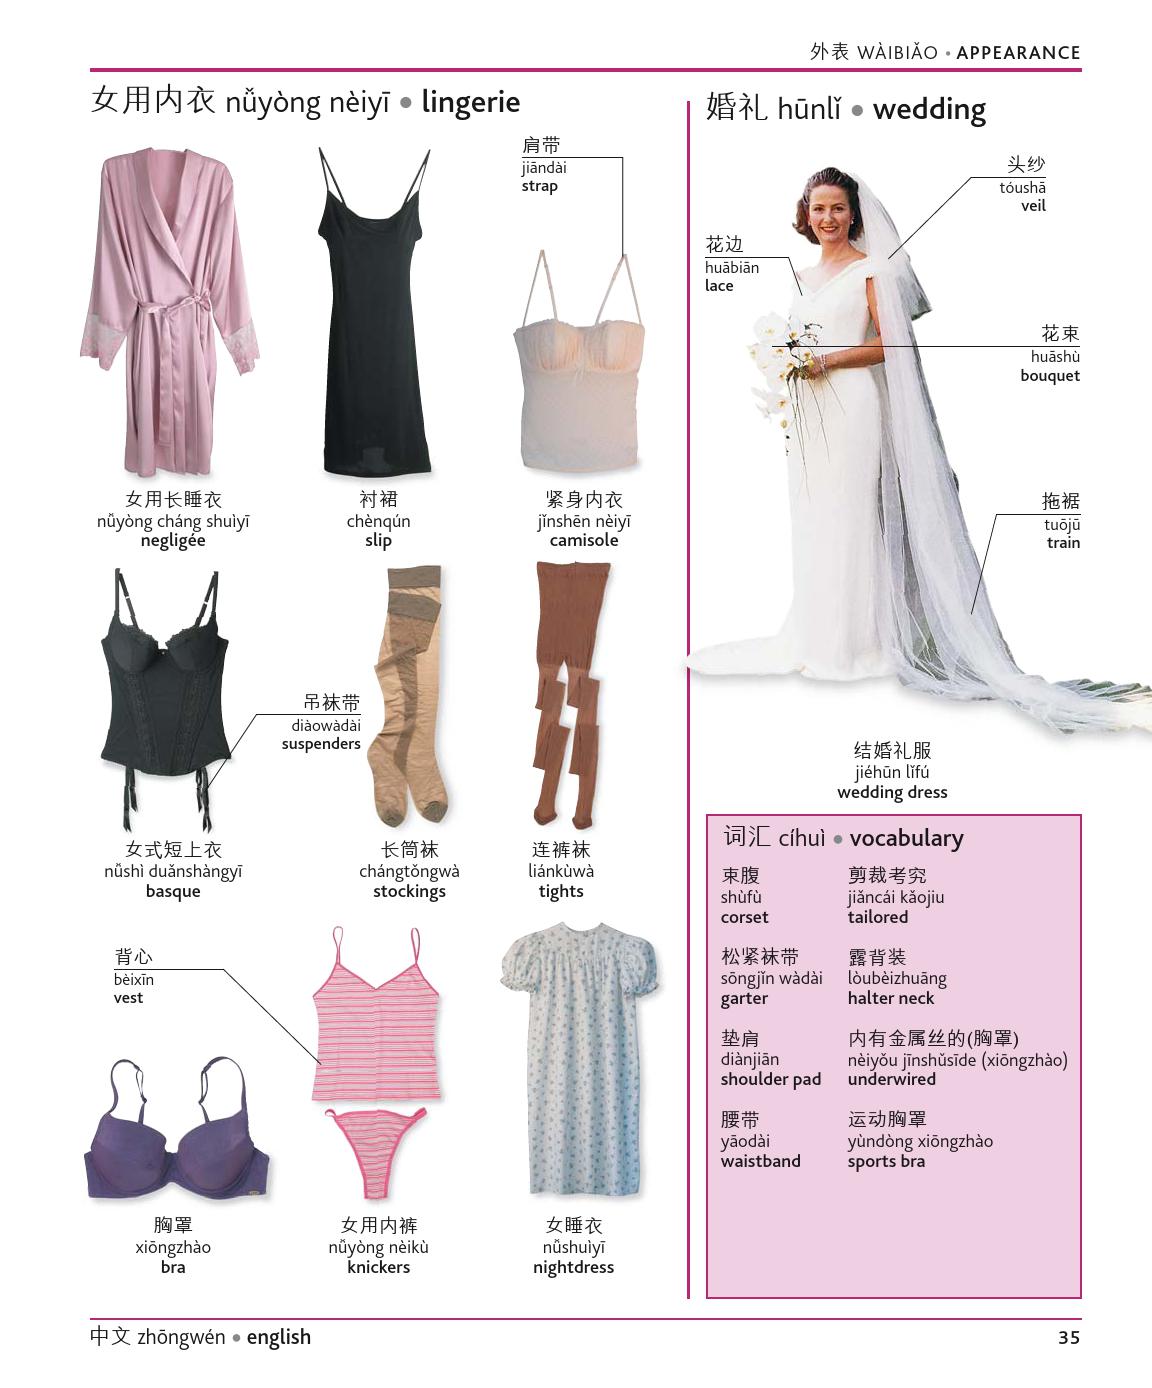 外表 WÀIBIǍO • APPEARANCE
女用内衣 nǚyòng nèiyī • lingerie
肩带
jiāndài
strap
女用长睡衣
nǚyòng cháng shuìyī
negligée
衬裙
chènqún
slip
紧身内衣
jǐnshēn nèiyī
camisole
吊袜带
diàowàdài
suspenders
女式短上衣
nǚshì duǎnshàngyī
basque
长筒袜
chángtǒngwà
stockings
连裤袜
liánkùwà
tights
背心
bèixīn
vest
胸罩
xiōngzhào
bra
女用内裤
nǚyòng nèikù
knickers
女睡衣
nǚshuìyī
nightdress
婚礼 hūnlǐ • wedding
头纱
tóushā
veil
花边
huābiān
lace
花束
huāshù
bouquet
拖裾
tuōjū
train
结婚礼服
jiéhūn lǐfú
wedding dress
词汇 cíhuì • vocabulary
束腹
shùfù
corset
松紧袜带
sōngjǐn wàdài
garter
垫肩
diànjiān
shoulder pad
腰带
yāodài
waistband
剪裁考究
jiǎncái kǎojiu
tailored
露背装
lòubèizhuāng
halter neck
内有金属丝的(胸罩)
nèiyǒu jīnshǔsīde (xiōngzhào)
underwired
运动胸罩
yùndòng xiōngzhào
sports bra
中文 zhōngwén • english
35